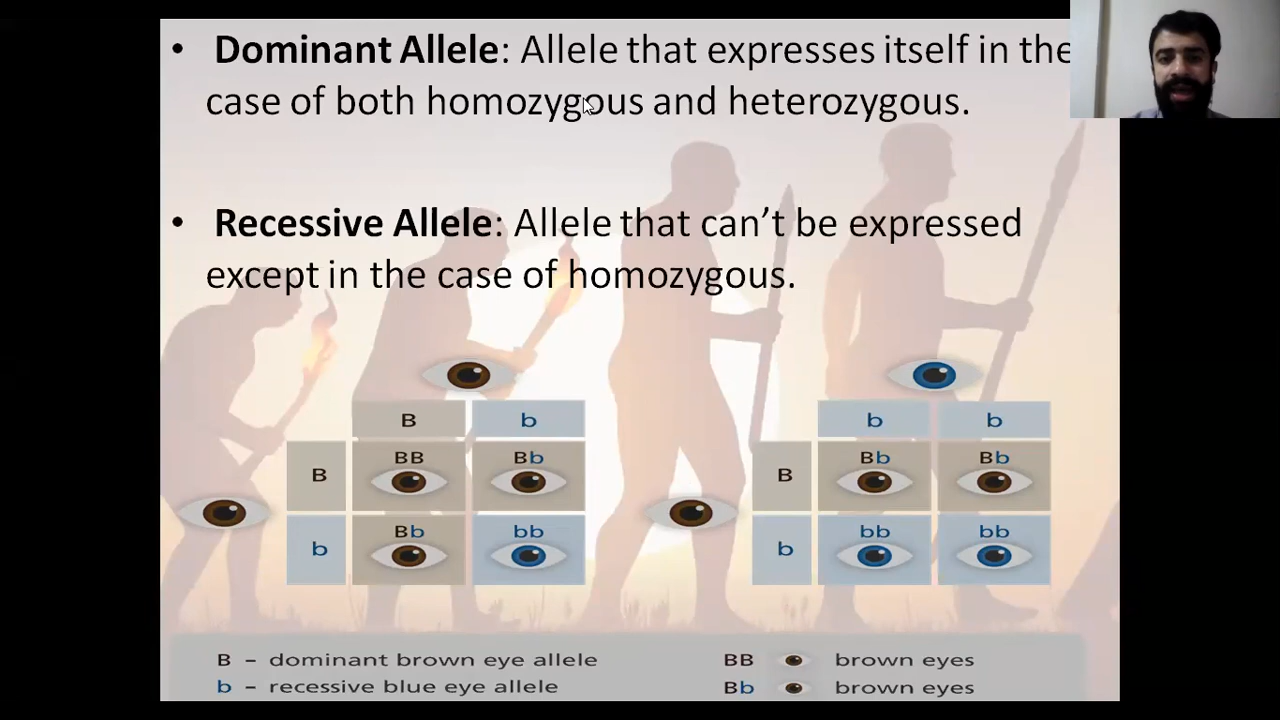 • Dominant Allele: Allele that expresses itself in the
case of both homozygous and heterozygous.
• Recessive Allele: Allele that can't be expressed
except in the case of homozygous.
B b
B BB Bb
b Bb bb
b b
B Bb Bb
b bb bb
B – dominant brown eye allele
b – recessive blue eye allele
BB brown eyes
Bb brown eyes